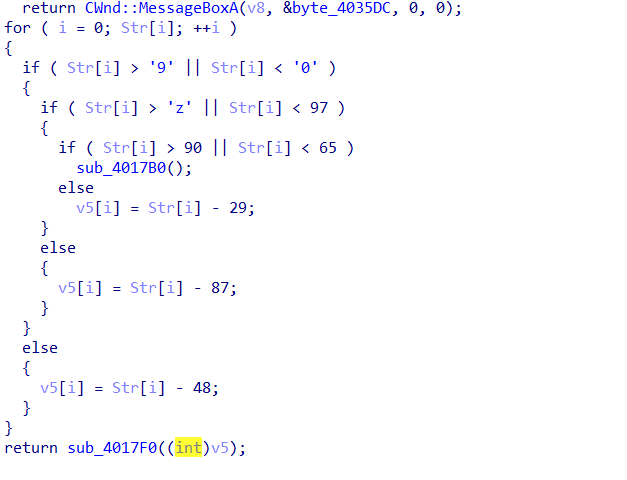 return CWnd::MessageBoxA(v8, &byte_4035DC, 0, 0);
for ( i = 0; Str[i]; ++i )
{
if ( Str[i] > '9' || Str[i] < '0' )
{
if ( Str[i] > 'z' || Str[i] < 97 )
{
if ( Str[i] > 90 || Str[i] < 65 )
sub_4017B0();
else
v5[i] = Str[i] - 29;
}
else
{
v5[i] = Str[i] - 87;
}
}
else
{
v5[i] = Str[i] - 48;
}
}
return sub_4017F0((int)v5);